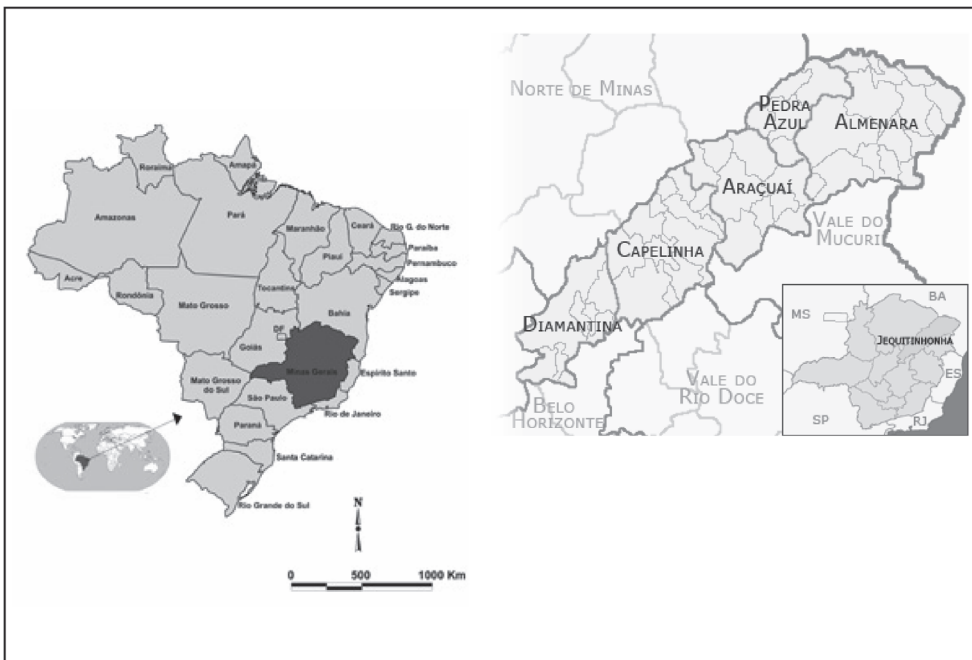 Roraima
Amapá
Amazonas
Pará
Maranhão
Ceará
Rio G. do Norte
Paraíba
Piauí
Pernambuco
Acre
Alagoas
Sergipe
Tocantins
Rondônia
Mato Grosso
Bahia
DF
Goiás
Minas Gerais
Espírito Santo
Mato Grosso
do Sul
São Paulo
Rio de Janeiro
Paraná
Santa Catarina
Rio Grande do Sul
N
0 500 1000 Km
NORTE DE MINAS
PEDRA
AZUL
ALMENARA
ARAÇUAÍ
VALE DO
MUCURI
CAPELINHA
DIAMANTINA
VALE DO
RIO DOCE
BELO
HORIZONTE
BA
MS
JEQUITINHONHA
ES
SP
RJ